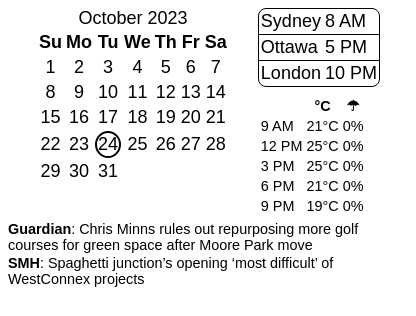 October 2023
Su Mo Tu We Th Fr Sa
1 2 3 4 5 6 7
8 9 10 11 12 13 14
15 16 17 18 19 20 21
22 23 24 25 26 27 28
29 30 31
Sydney 8 AM
Ottawa 5 PM
London 10 PM
°C ☂
9 AM 21°C 0%
12 PM 25°C 0%
3 PM 25°C 0%
6 PM 21°C 0%
9 PM 19°C 0%
Guardian: Chris Minns rules out repurposing more golf
courses for green space after Moore Park move
SMH: Spaghetti junction’s opening ‘most difficult’ of
WestConnex projects